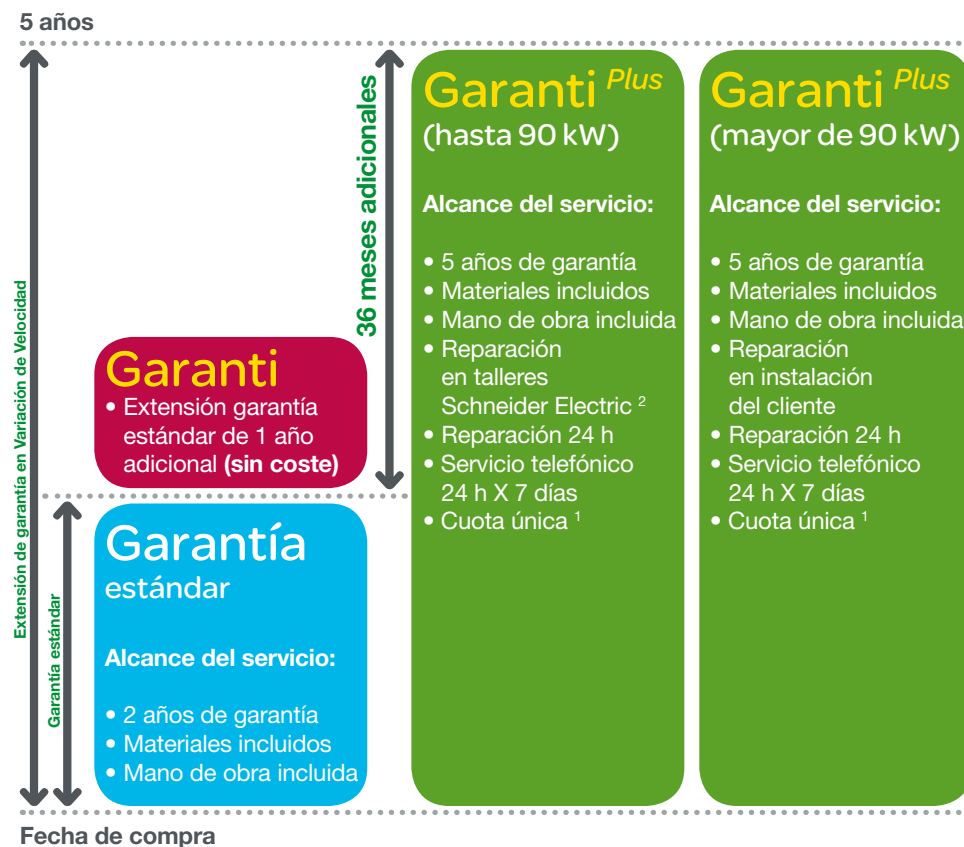 5 años
Extensión de garantía en Variación de Velocidad
Garantía estándar
Garanti
• Extensión garantía
estándar de 1 año
adicional (sin coste)
Garantía
estándar
Alcance del servicio:
• 2 años de garantía
• Materiales incluidos
• Mano de obra incluida
36 meses adicionales
Garanti Plus
(hasta 90 kW)
Alcance del servicio:
• 5 años de garantía
• Materiales incluidos
• Mano de obra incluida
• Reparación
en talleres
Schneider Electric ²
• Reparación 24 h
• Servicio telefónico
24 h X 7 días
• Cuota única ¹
Garanti Plus
(mayor de 90 kW)
Alcance del servicio:
• 5 años de garantía
• Materiales incluidos
• Mano de obra incluida
• Reparación
en instalación
del cliente
• Reparación 24 h
• Servicio telefónico
24 h X 7 días
• Cuota única ¹
Fecha de compra